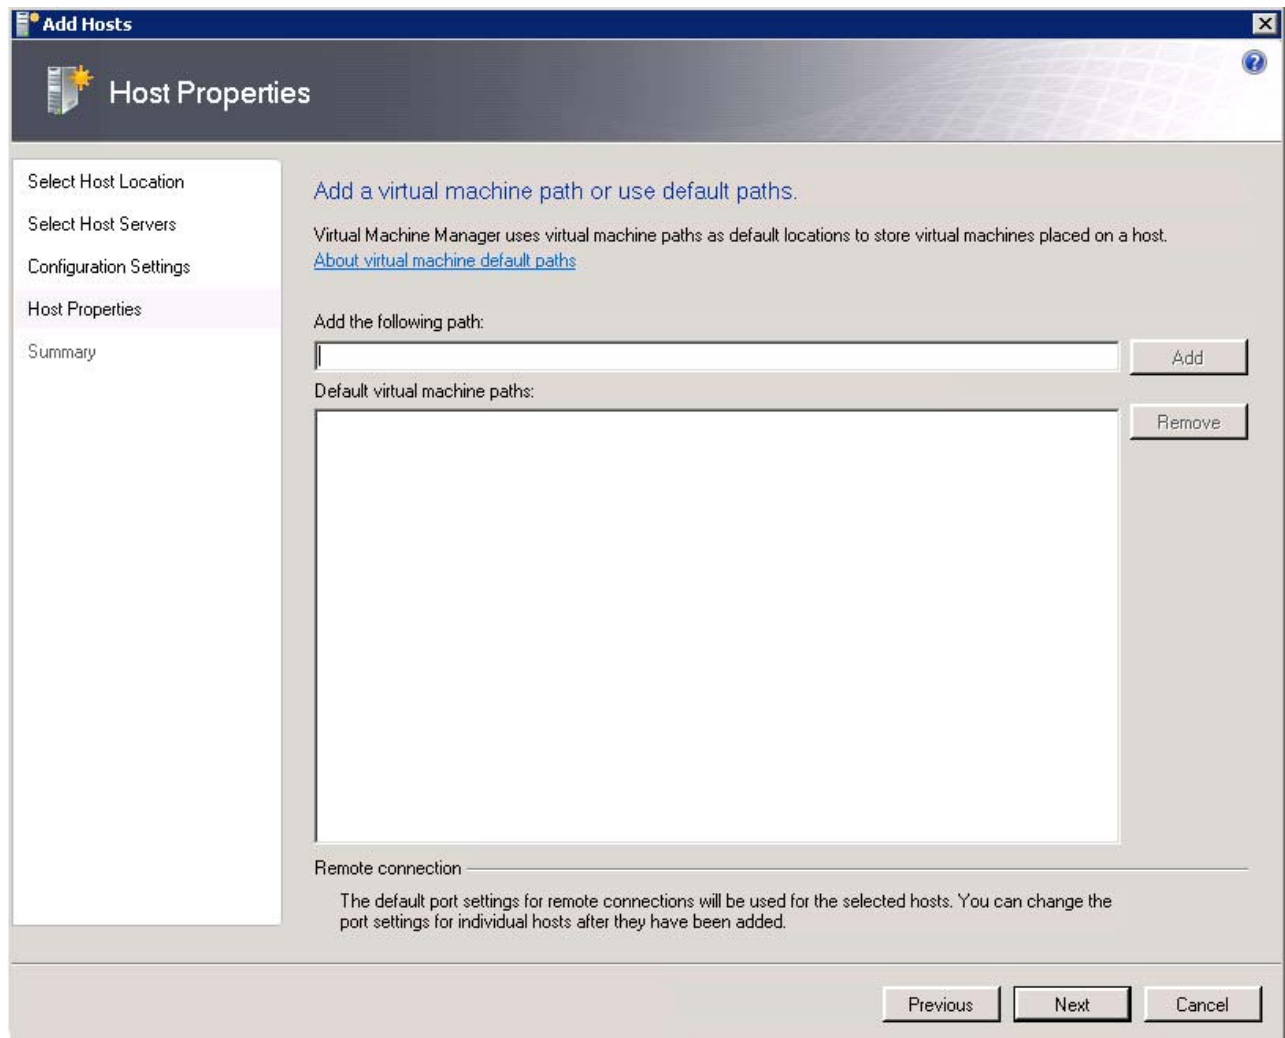 Add Hosts
Host Properties
Select Host Location
Select Host Servers
Configuration Settings
Host Properties
Summary
Add a virtual machine path or use default paths.
Virtual Machine Manager uses virtual machine paths as default locations to store virtual machines placed on a host.
About virtual machine default paths
Add the following path:
Add
Default virtual machine paths:
Remove
Remote connection
The default port settings for remote connections will be used for the selected hosts. You can change the
port settings for individual hosts after they have been added.
Previous
Next
Cancel